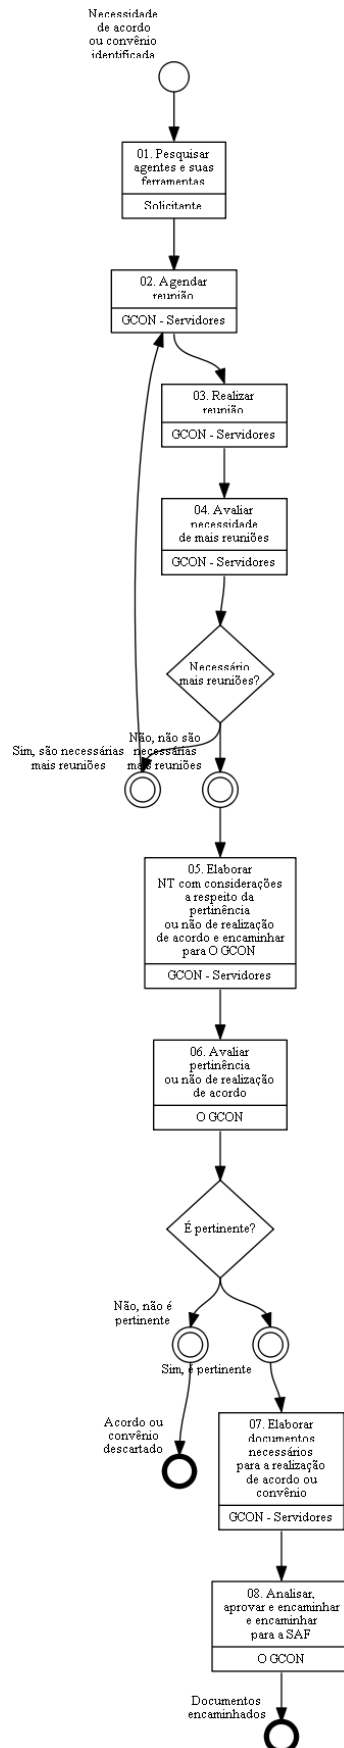 Necessidade
de acordo
ou convênio
identificada
01. Pesquisar
agentes e suas
ferramentas
Solicitante
02. Agendar
reunião
GCON - Servidores
03. Realizar
reunião
GCON - Servidores
04. Avaliar
necessidade
de mais reuniões
GCON - Servidores
Necessário
mais reuniões?
Sim, são necessárias
mais reuniões
Não, não são
necessárias
mais reuniões
05. Elaborar
NT com considerações
a respeito da
pertinência
ou não de realização
de acordo e encaminhar
para O GCON
GCON - Servidores
06. Avaliar
pertinência
ou não de realização
de acordo
O GCON
É pertinente?
Não, não é
pertinente
Sim, é pertinente
Acordo ou
convênio
descartado
07. Elaborar
documentos
necessários
para a realização
de acordo ou
convênio
GCON - Servidores
08. Analisar,
aprovar e encaminhar
e encaminhar
para a SAF
O GCON
Documentos
encaminhados